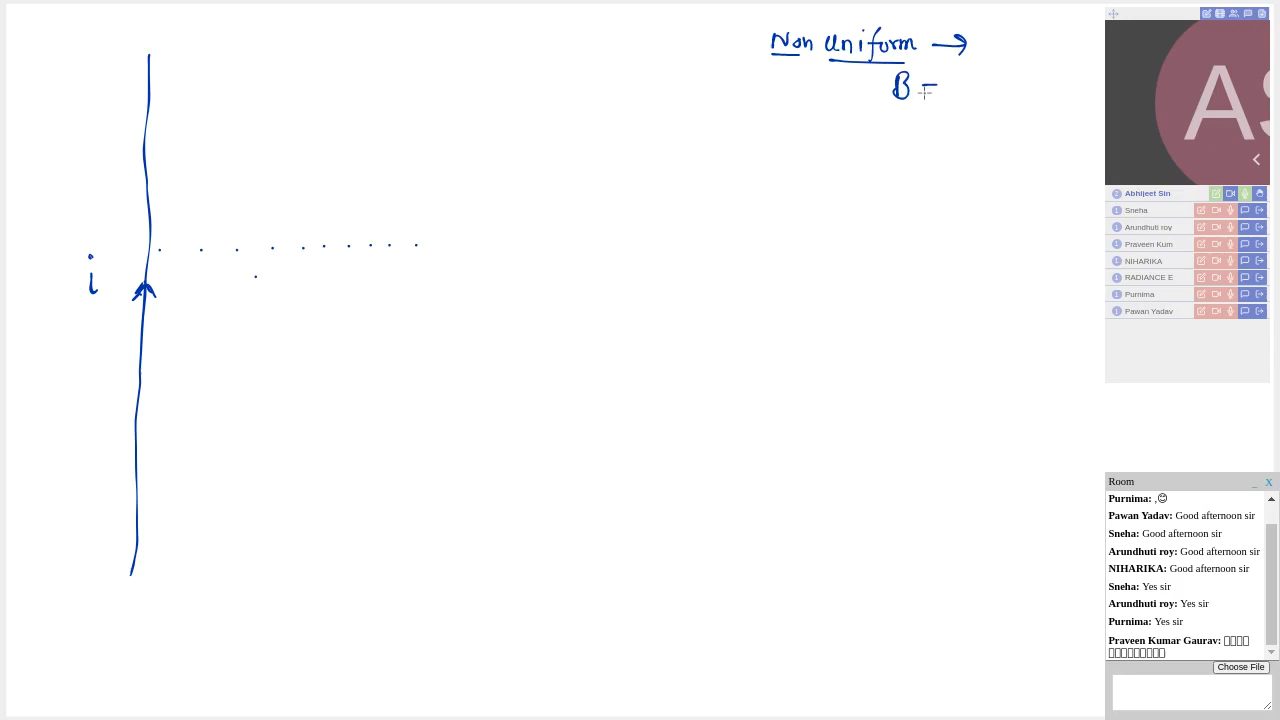 Non uniform →
B =
i
AS
Abhijeet Sin
Sneha
Arundhuti roy
Praveen Kum
NIHARIKA
RADIANCE E
Purnima
Pawan Yadav
Room _ X
Purnima: ,😊
Pawan Yadav: Good afternoon sir
Sneha: Good afternoon sir
Arundhuti roy: Good afternoon sir
NIHARIKA: Good afternoon sir
Sneha: Yes sir
Arundhuti roy: Yes sir
Purnima: Yes sir
Praveen Kumar Gaurav:
Choose File